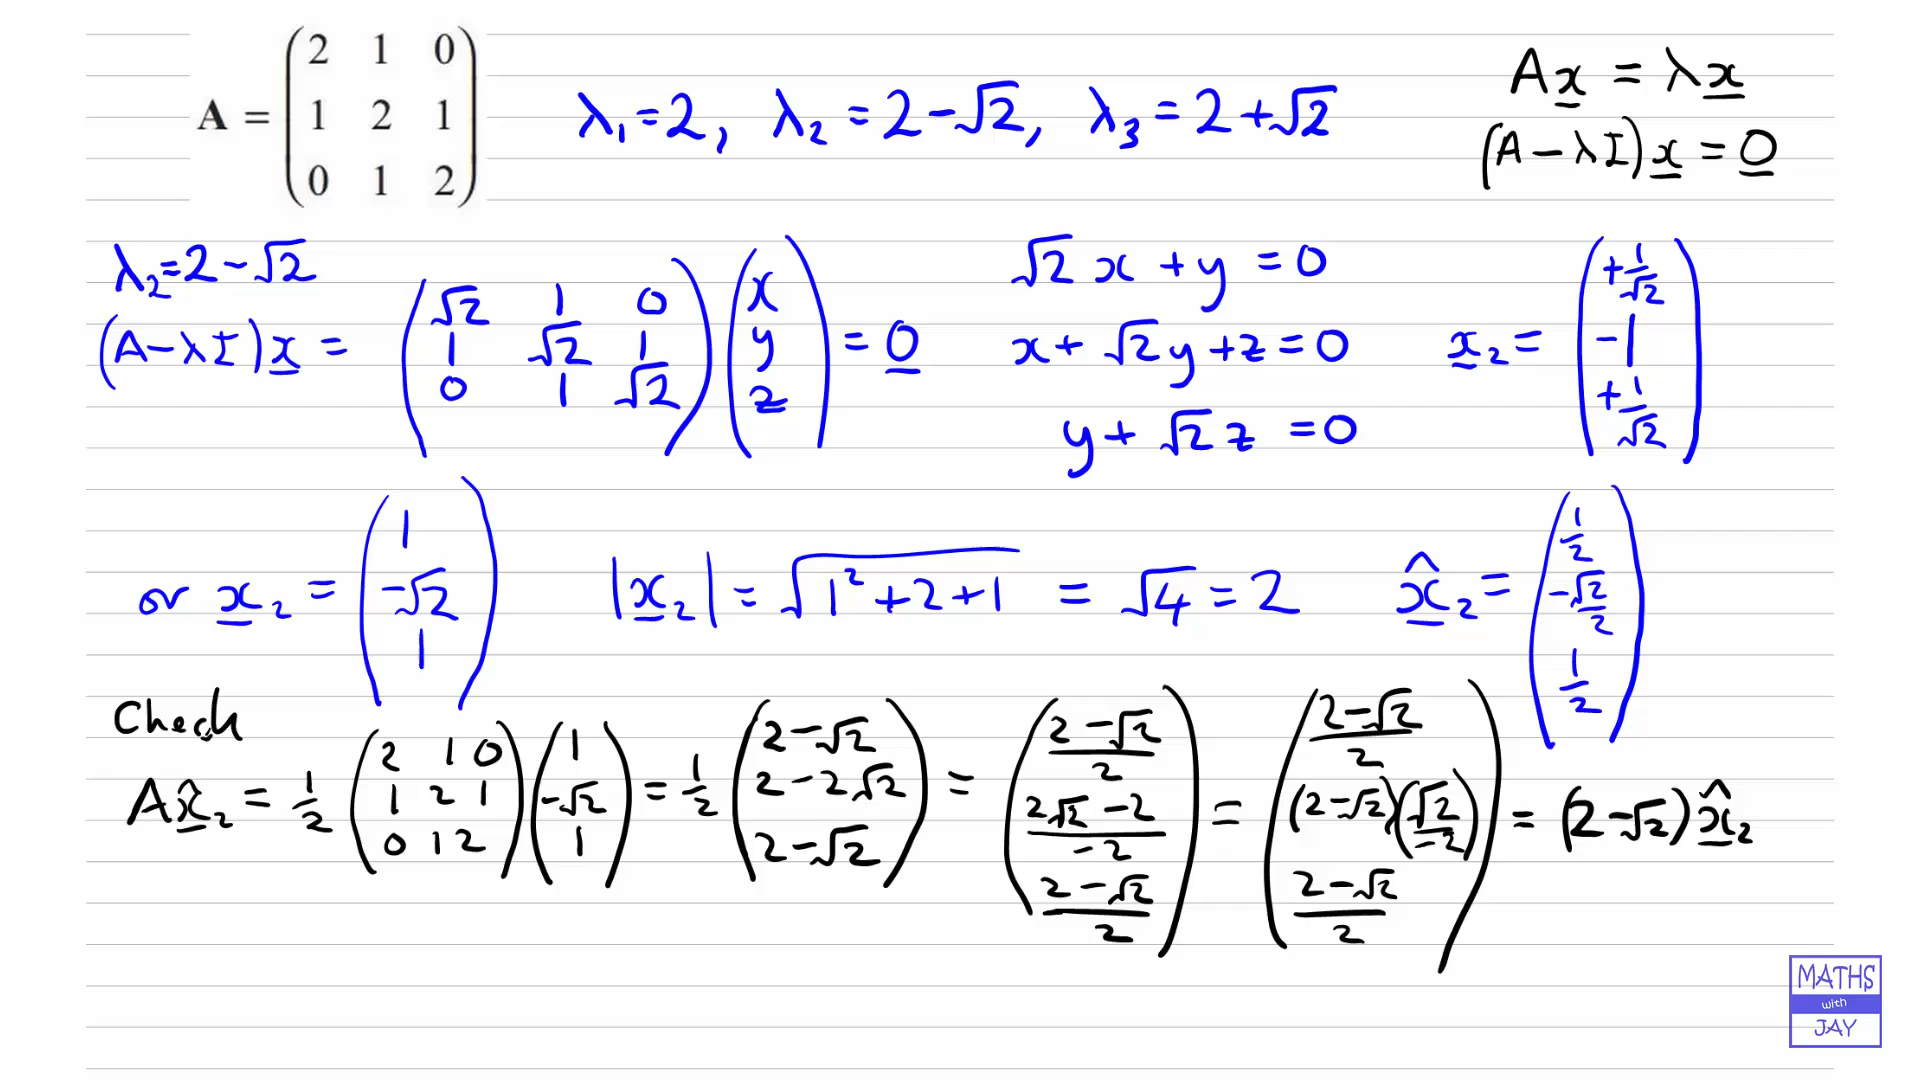 A = (2 1 0
1 2 1
0 1 2)
λ₁=2, λ₂=2-√2, λ₃=2+√2
Ax = λx
(A-λI)x = 0
λ₂=2-√2
(A-λI)x = (√2 1 0
1 √2 1
0 1 √2) (x
y
z) = 0
√2 x + y = 0
x + √2 y + z = 0
y + √2 z = 0
x₂ = (+1/√2
-1
+1/√2)
or x₂ = (1
-√2
1)
|x₂| = √(1²+2+1) = √4 = 2
x̂₂ = (1/2
-√2/2
1/2)
Check
Ax̂₂ = 1/2 (2 1 0
1 2 1
0 1 2) (1
-√2
1) = 1/2 (2-√2
2-2√2
2-√2) = ((2-√2)/2
(2√2-2)/-2
(2-√2)/2) = ((2-√2)/2
(2-√2)(√2/-2)
(2-√2)/2) = (2-√2)x̂₂
MATHS
with
JAY